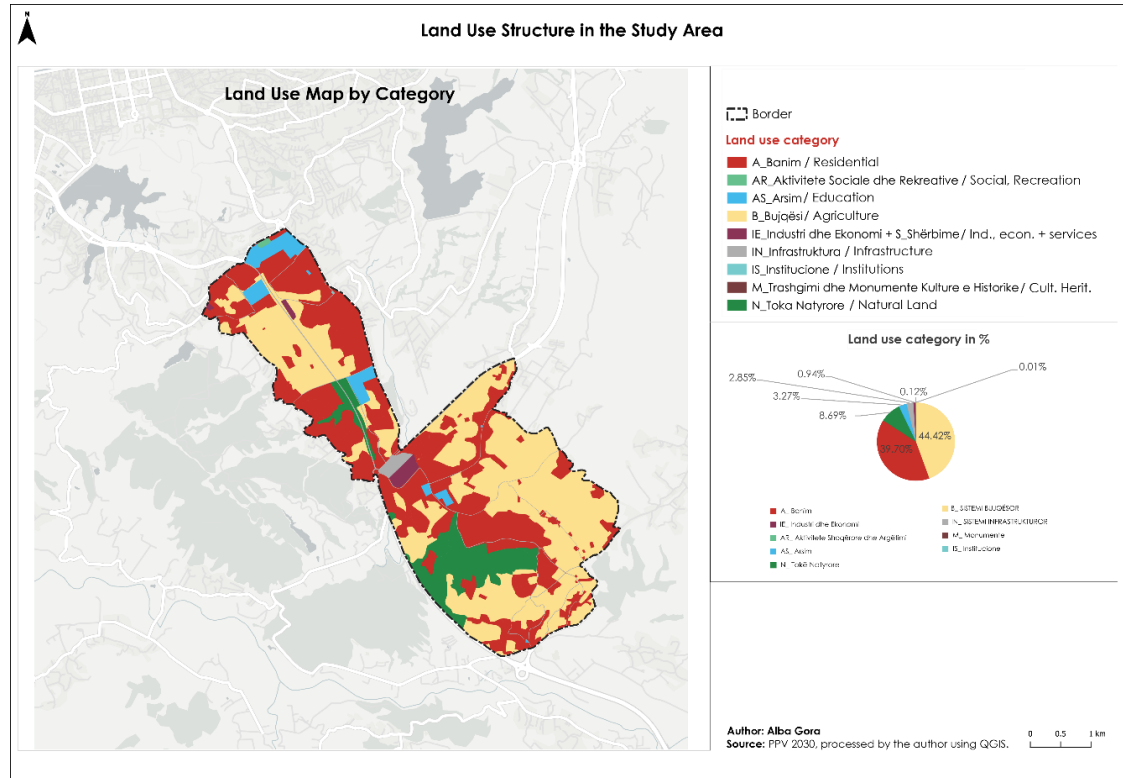 N
Land Use Structure in the Study Area
Land Use Map by Category
Border
Land use category
A_Banim / Residential
AR_Aktivitete Sociale dhe Rekreative / Social, Recreation
AS_Arsim / Education
B_Bujqësi / Agriculture
IE_Industri dhe Ekonomi + S_Shërbime / Ind., econ. + services
IN_Infrastruktura / Infrastructure
IS_Institucione / Institutions
M_Trashgimi dhe Monumente Kulture e Historike / Cult. Herit.
N_Toka Natyrore / Natural Land
Land use category in %
0.94%
0.01%
2.85%
0.12%
3.27%
8.69%
44.42%
39.70%
A_ Banim
IE_ Industri dhe Ekonomi
AR_ Aktivitete Shoqërore dhe Argëtimi
AS_ Arsim
N_ Tokë Natyrore
B_ SISTEMI BUJQËSOR
IN_ SISTEMI INFRASTRUKTUROR
M_ Monumente
IS_ Institucione
Author: Alba Gora
Source: PPV 2030, processed by the author using QGIS.
0 0.5 1 km